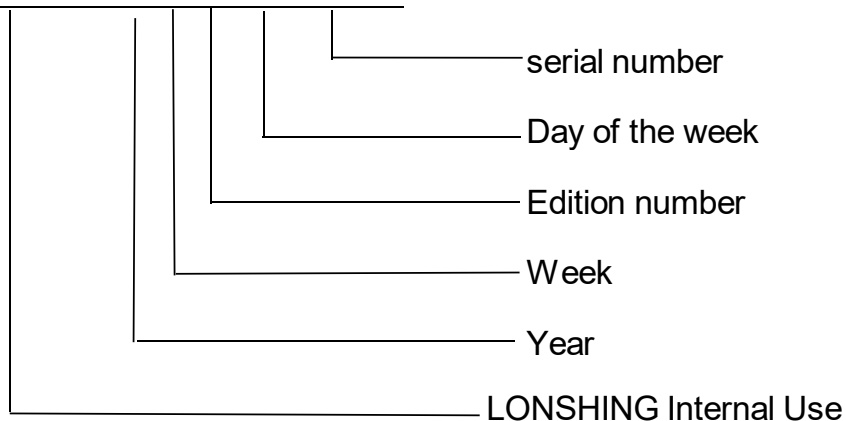 serial number
Day of the week
Edition number
Week
Year
LONSHING Internal Use